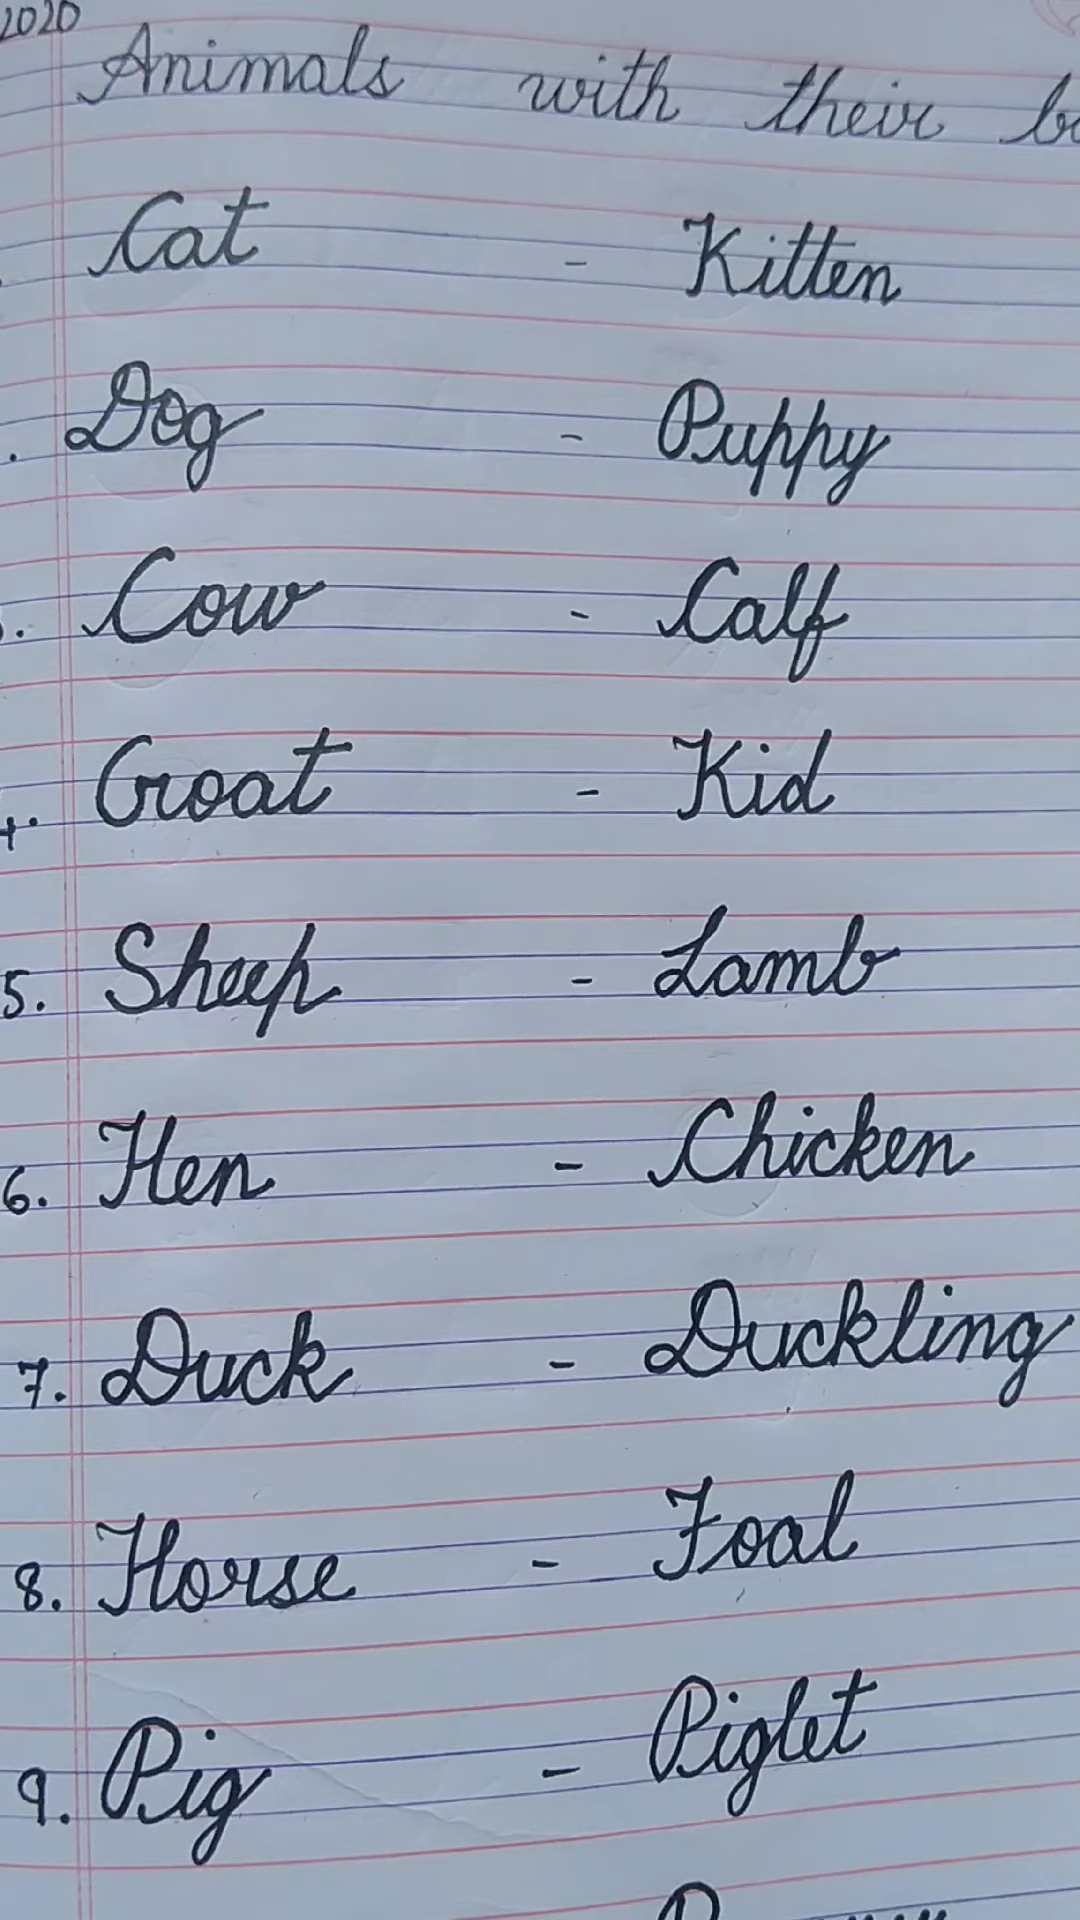 2020
Animals with their
Cat - Kitten
. Dog - Puppy
. Cow - Calf
4. Goat - Kid
5. Sheep - Lamb
6. Hen - Chicken
7. Duck - Duckling
8. Horse - Foal
9. Pig - Piglet